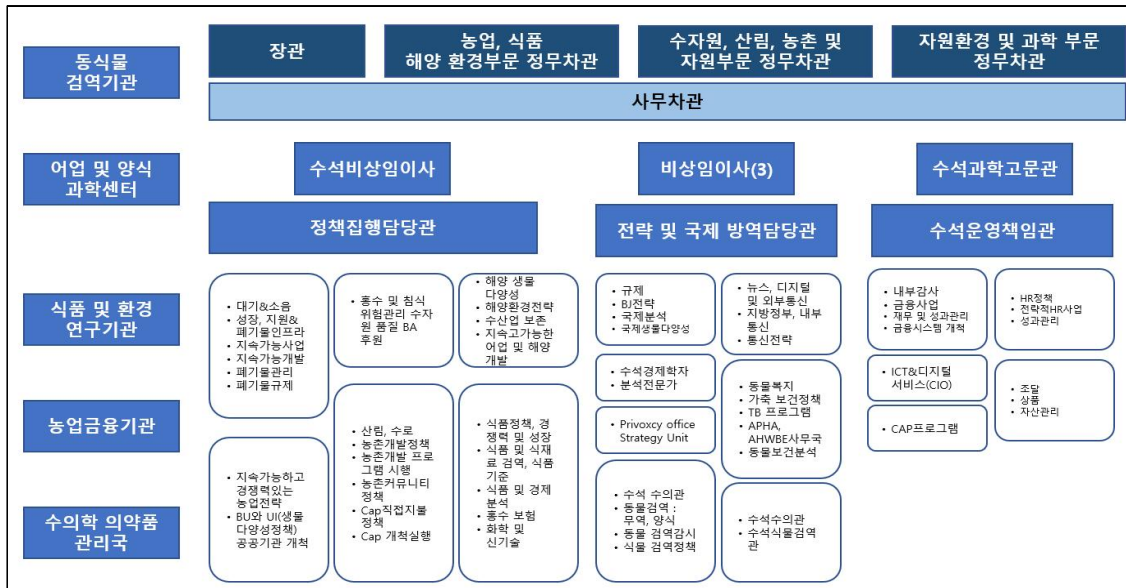 동식물
검역기관
장관
농업, 식품
해양 환경부문 정무차관
수자원, 산림, 농촌 및
자원부문 정무차관
자원환경 및 과학 부문
정무차관
사무차관
어업 및 양식
과학센터
수석비상임이사
비상임이사(3)
수석과학고문관
정책집행담당관
전략 및 국제 방역담당관
수석운영책임관
식품 및 환경
연구기관
• 대기&소음
• 성장, 지원&
폐기물인프라
• 지속가능사업
• 지속가능개발
• 폐기물관리
• 폐기물규제
• 홍수 및 침식
위험관리 수자
원 품질 BA
후원
• 해양 생물
다양성
• 해양환경전략
• 수산업 보존
• 지속고가능한
어업 및 해양
개발
• 규제
• BJ전략
• 국제분석
• 국제생물다양성
• 뉴스, 디지털
및 외부통신
• 지방정부, 내부
통신
• 통신전략
• 내부감사
• 금융사업
• 재무 및 성과관리
• 금융시스템 개척
• HR정책
• 전략적HR사업
• 성과관리
• 수석경제학자
• 분석전문가
• ICT&디지털
서비스(CIO)
농업금융기관
• Privoxcy office
Strategy Unit
• 동물복지
• 가축 보건정책
• TB 프로그램
• APHA,
AHWBE사무국
• 동물보건분석
• CAP프로그램
• 조달
• 상품
• 자산관리
수의학 의약품
관리국
• 지속가능하고
경쟁력있는
농업전략
• BU와 UI(생물
다양성정책)
공공기관 개척
• 산림, 수로
• 농촌개발정책
• 농촌개발 프로
그램 시행
• 농촌커뮤니티
정책
• Cap직접지불
정책
• Cap 개척실행
• 식품정책, 경
쟁력 및 성장
• 식품 및 식재
료 검역, 식품
기준
• 식품 및 경제
분석
• 홍수 보험
• 화학 및
신기술
• 수석 수의관
• 동물검역 :
무역, 양식
• 동물 검역감시
• 식물 검역정책
• 수석수의관
• 수석식물검역
관